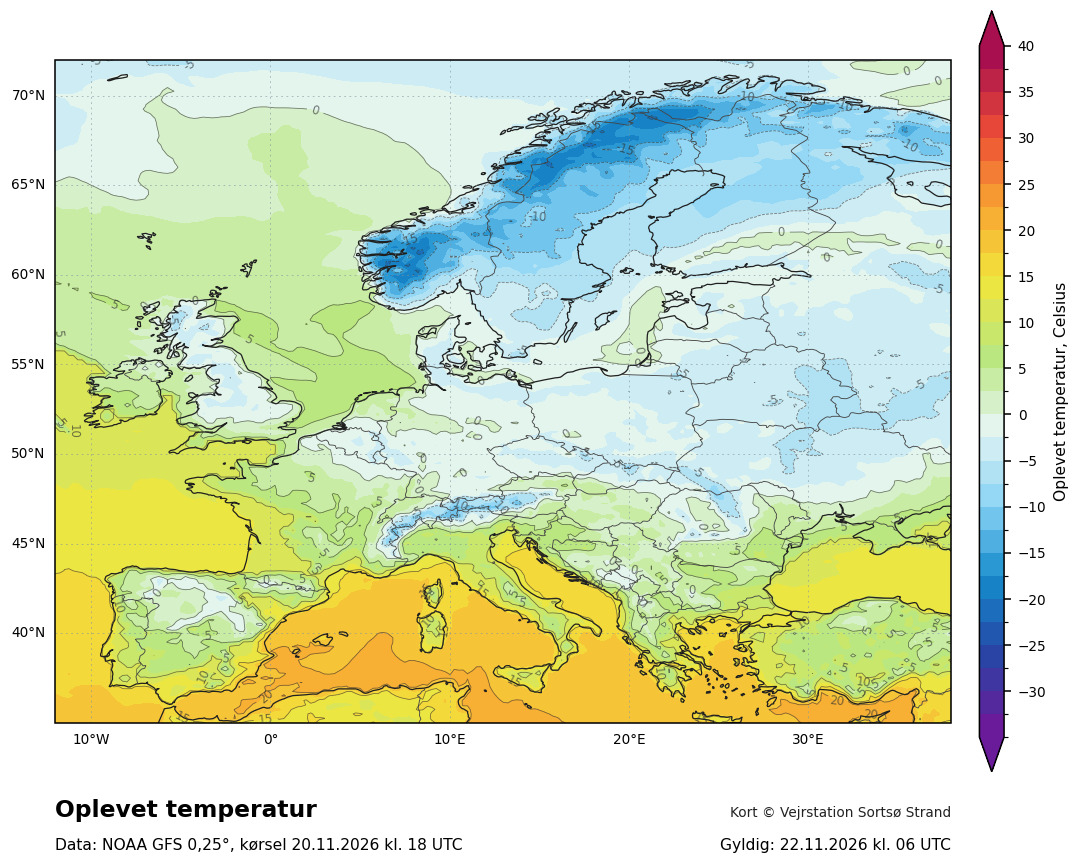 40
35
30
25
20
15
10
5
0
−5
−10
−15
−20
−25
−30
Oplevet temperatur, Celsius
70°N
65°N
60°N
55°N
50°N
45°N
40°N
10°W
0°
10°E
20°E
30°E
Oplevet temperatur
Kort © Vejrstation Sortsø Strand
Data: NOAA GFS 0,25°, kørsel 20.11.2026 kl. 18 UTC
Gyldig: 22.11.2026 kl. 06 UTC